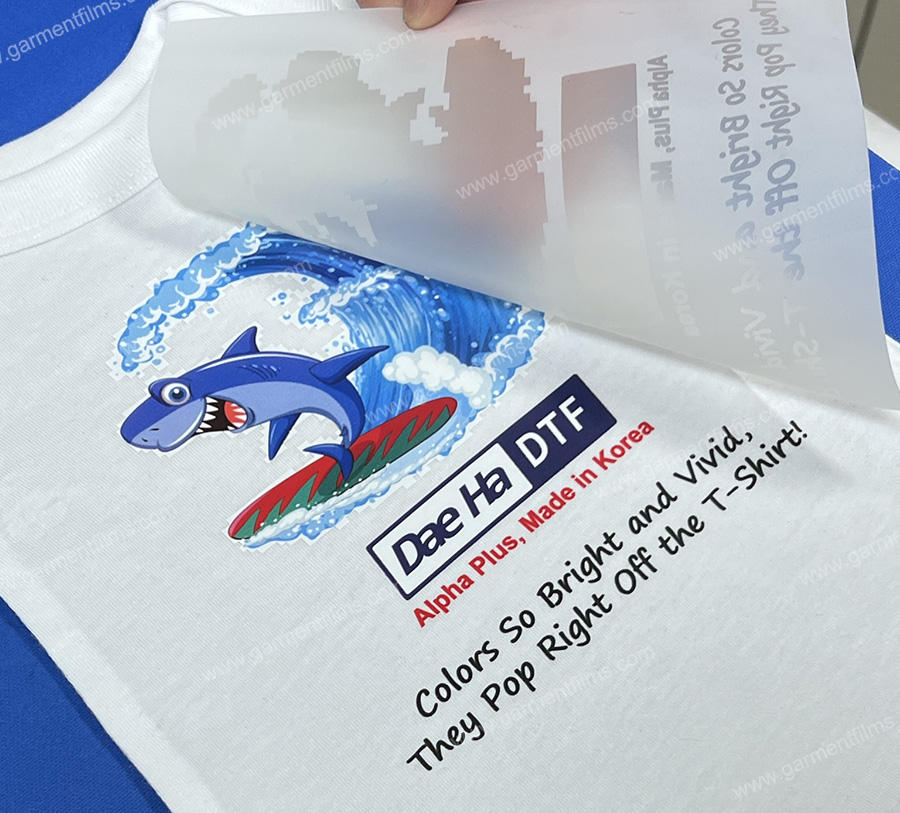 Dae Ha DTF
Alpha Plus, Made in Korea
Colors So Bright and Vivid,
They Pop Right Off the T-Shirt!
www.garmentfilms.com